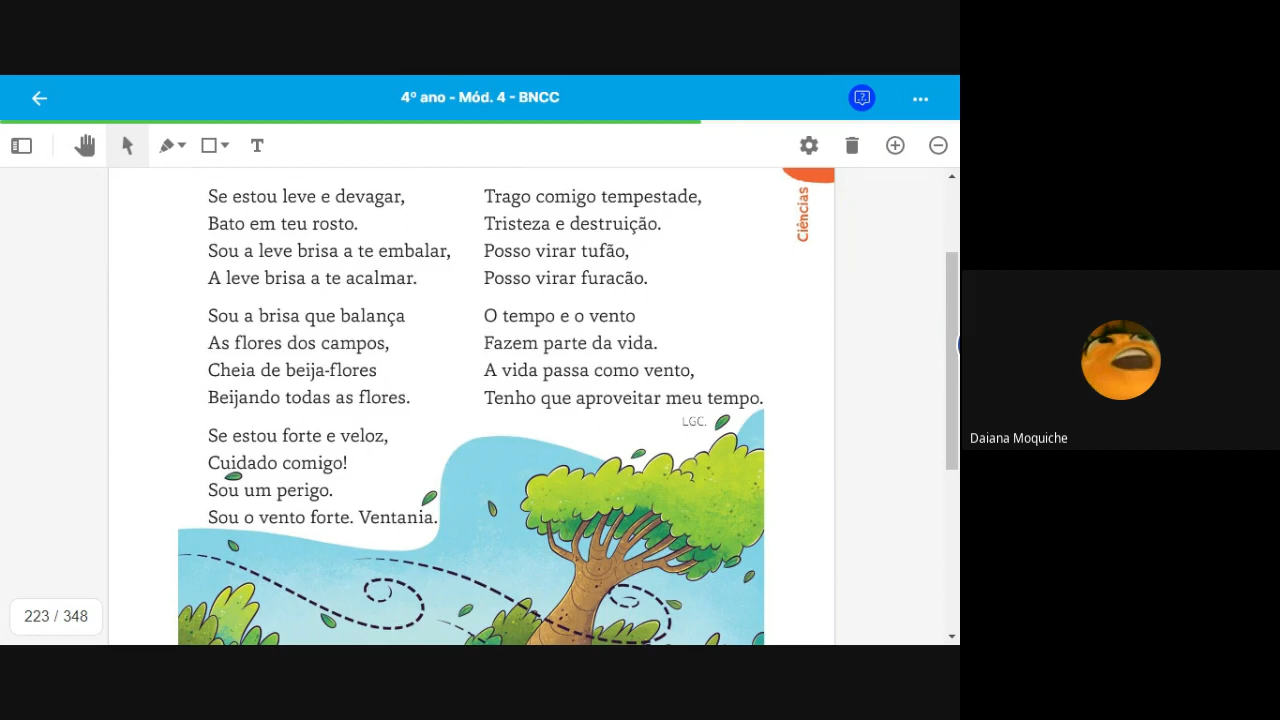 4º ano - Mód. 4 - BNCC
T
Ciências
Se estou leve e devagar,
Bato em teu rosto.
Sou a leve brisa a te embalar,
A leve brisa a te acalmar.
Sou a brisa que balança
As flores dos campos,
Cheia de beija-flores
Beijando todas as flores.
Se estou forte e veloz,
Cuidado comigo!
Sou um perigo.
Sou o vento forte. Ventania.
Trago comigo tempestade,
Tristeza e destruição.
Posso virar tufão,
Posso virar furacão.
O tempo e o vento
Fazem parte da vida.
A vida passa como vento,
Tenho que aproveitar meu tempo.
LGC.
223 / 348
Daiana Moquiche